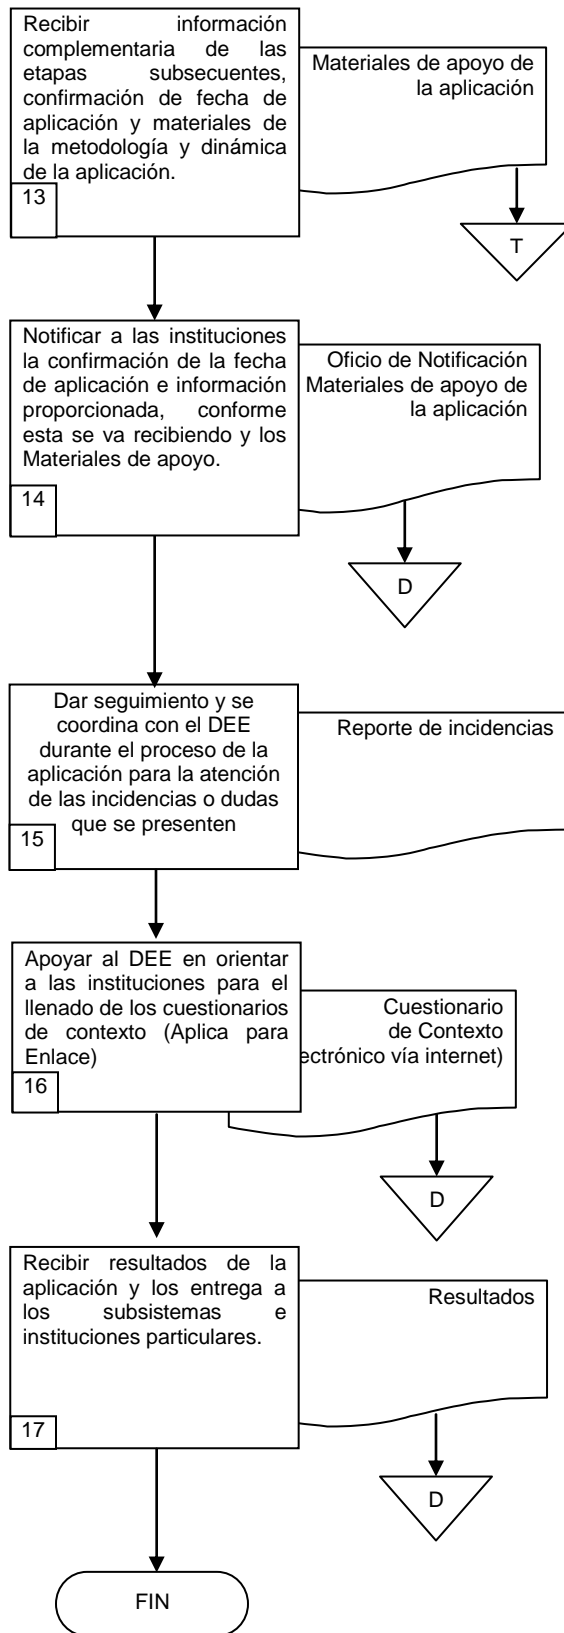 Recibir información
complementaria de las
etapas subsecuentes,
confirmación de fecha de
aplicación y materiales de
la metodología y dinámica
de la aplicación.
13
Materiales de apoyo de
la aplicación
T
Notificar a las instituciones
la confirmación de la fecha
de aplicación e información
proporcionada, conforme
esta se va recibiendo y los
Materiales de apoyo.
14
Oficio de Notificación
Materiales de apoyo de
la aplicación
D
Dar seguimiento y se
coordina con el DEE
durante el proceso de la
aplicación para la atención
de las incidencias o dudas
que se presenten
15
Reporte de incidencias
Apoyar al DEE en orientar
a las instituciones para el
llenado de los cuestionarios
de contexto (Aplica para
Enlace)
16
Cuestionario
de Contexto
ectrónico vía internet)
D
Recibir resultados de la
aplicación y los entrega a
los subsistemas e
instituciones particulares.
17
Resultados
D
FIN